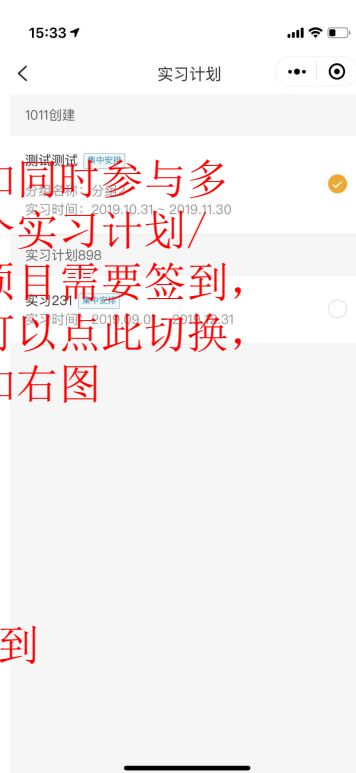 15:33
实习计划
1011创建
测试测试 集中安排
分组名称：分组
实习时间：2019.10.31 ~ 2019.11.30
实习计划898
实习231 集中安排
实习时间：2019.09.01 ~ 2019.12.31
如同时参与多
个实习计划/
项目需要签到，
可以点此切换，
如右图
到